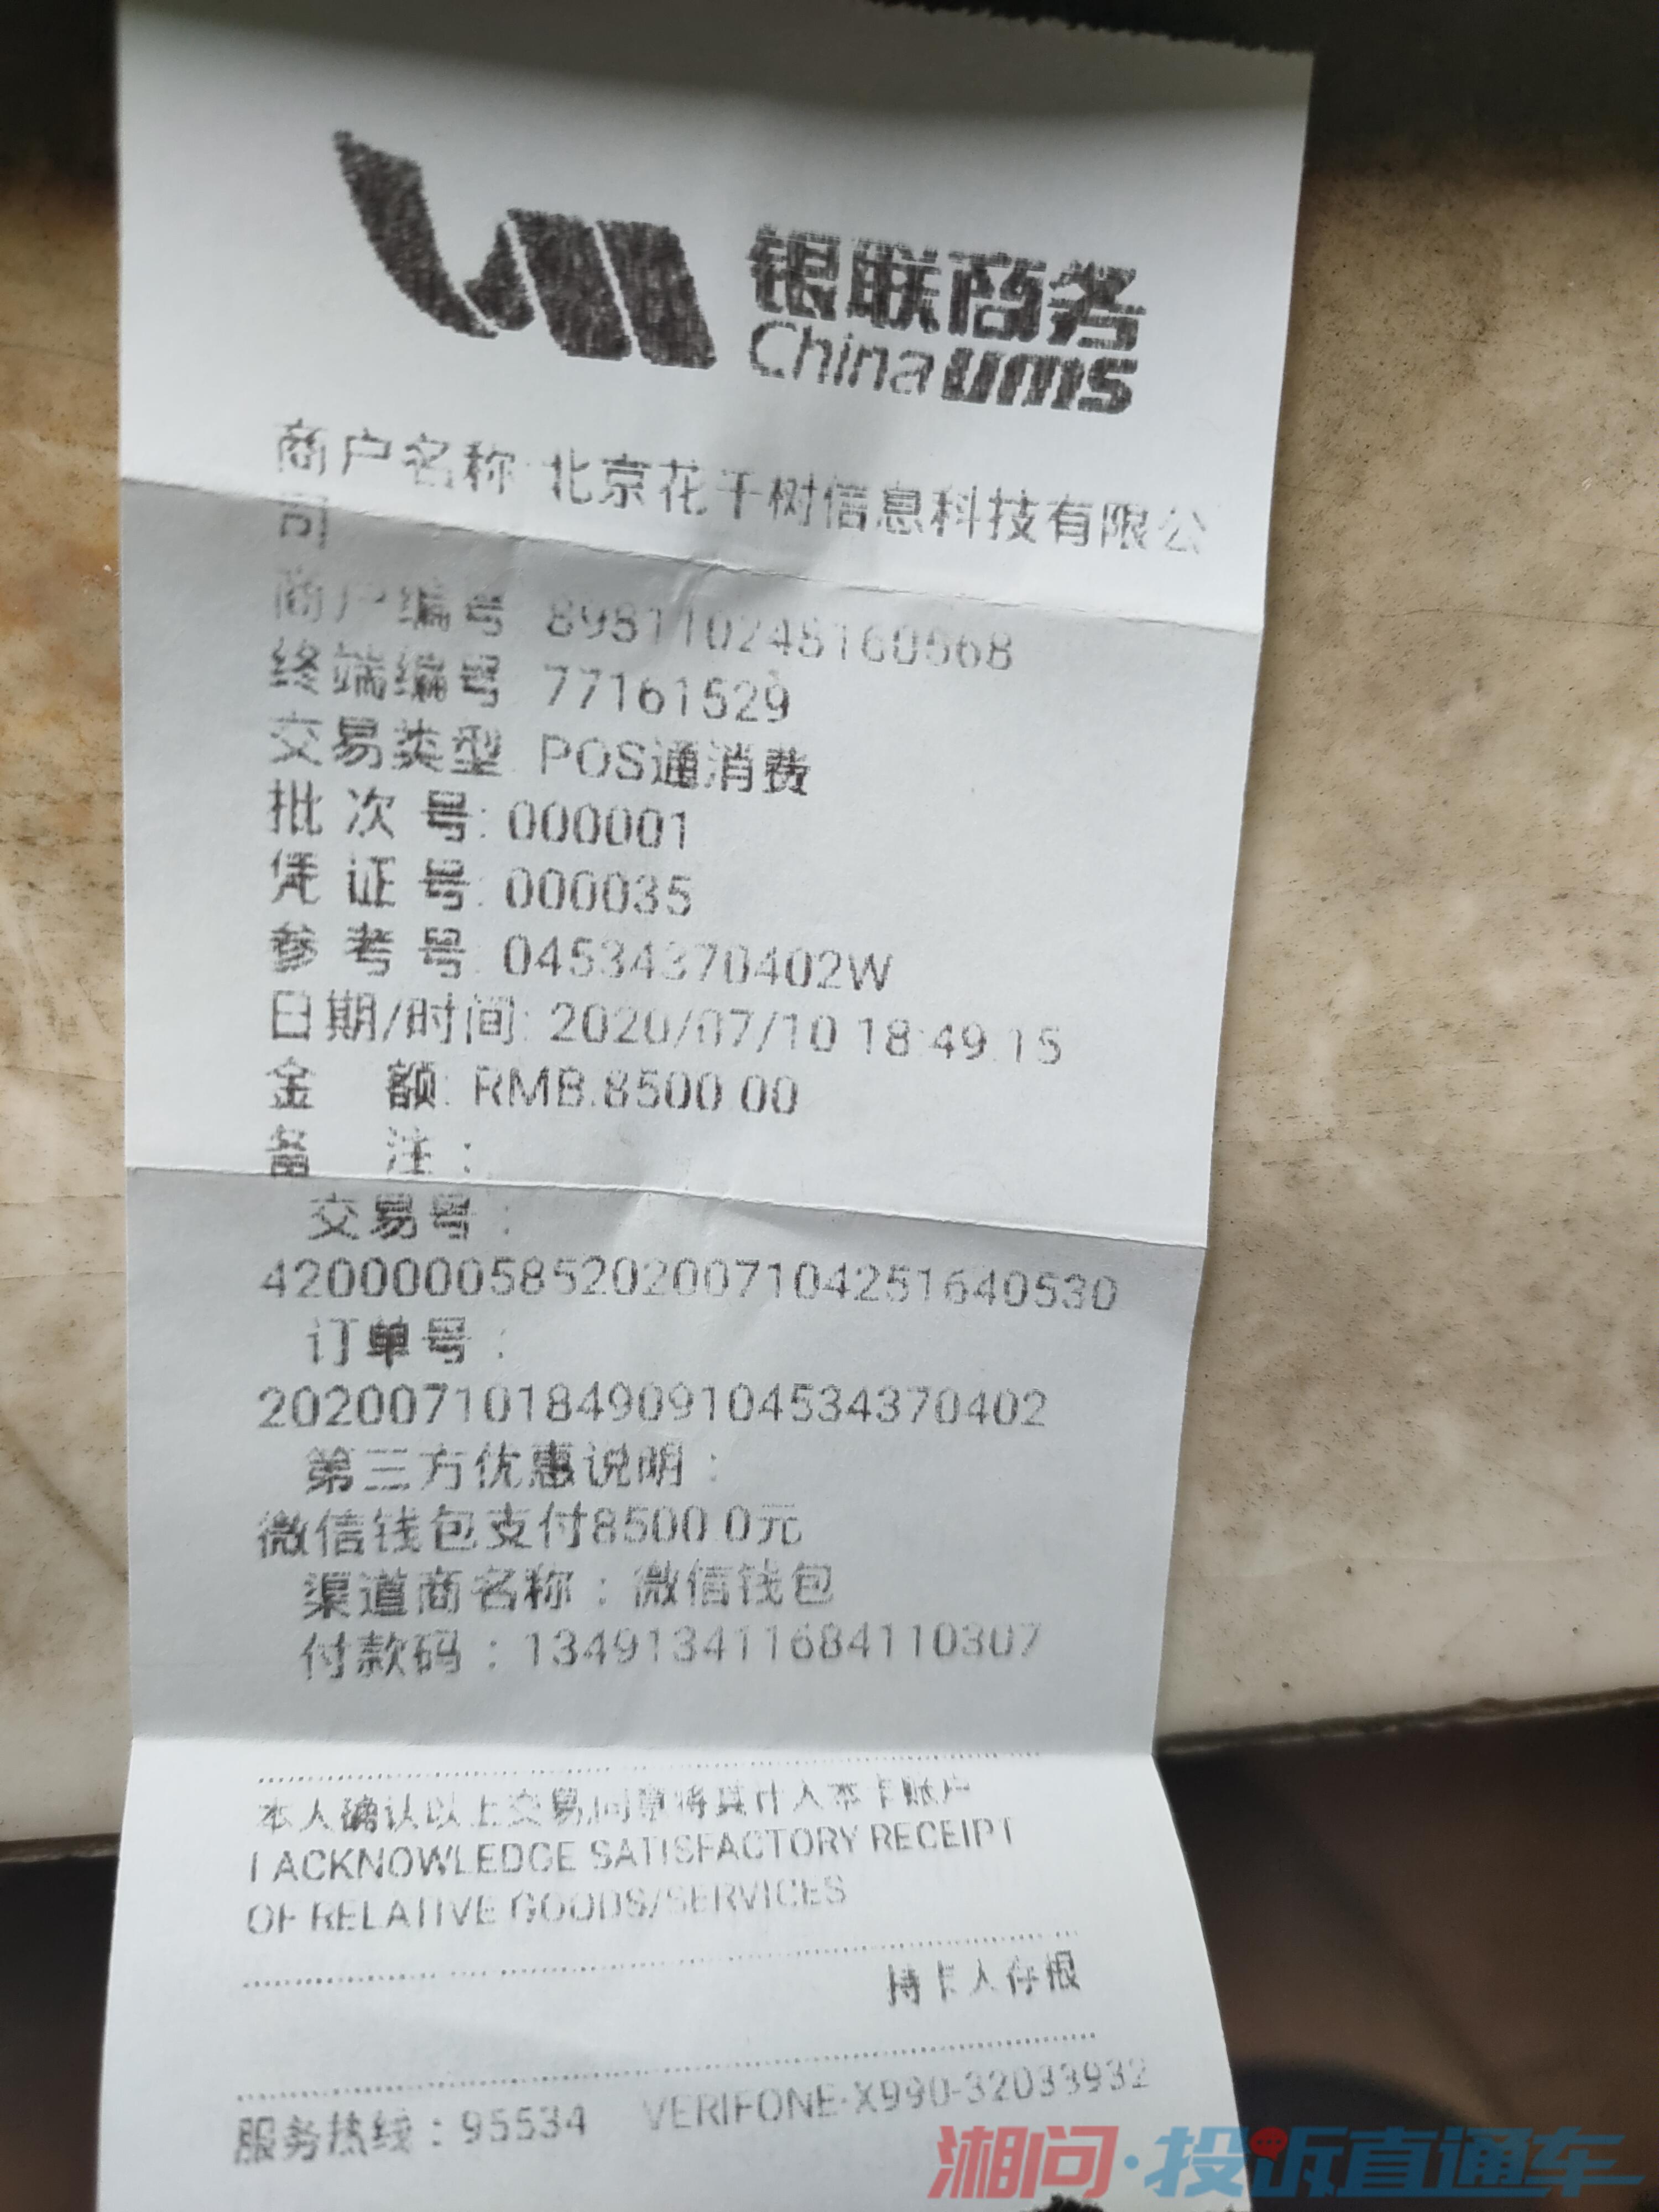 银联商务
China ums
商户名称:北京花千树信息科技有限公
司
商户编号 898110248160568
终端编号 77161529
交易类型 POS通消费
批 次 号: 000001
凭 证 号: 000035
参 考 号: 04534370402W
日期/时间: 2020/07/10 18:49:15
金 额: RMB:8500.00
备 注:
交易号:
4200000585202007104251640530
订单号:
20200710184909104534370402
第三方优惠说明:
微信钱包支付8500.0元
渠道商名称:微信钱包
付款码:134913411684110307
本人确认以上交易,同意将其计入本卡账户
I ACKNOWLEDGE SATISFACTORY RECEIPT
OF RELATIVE GOODS/SERVICES
持卡人存根
服务热线:95534 VERIFONE-X990-32033932
湘问·投诉直通车